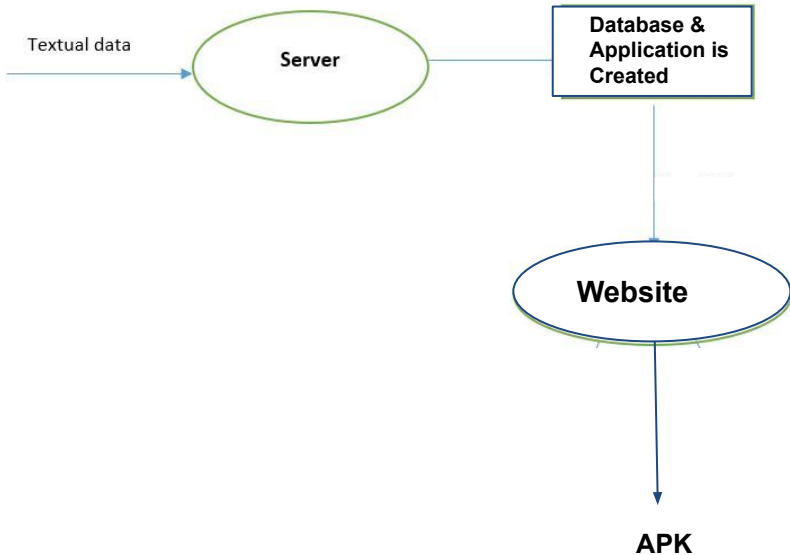 Textual data
Server
Database &
Application is
Created
Website
APK